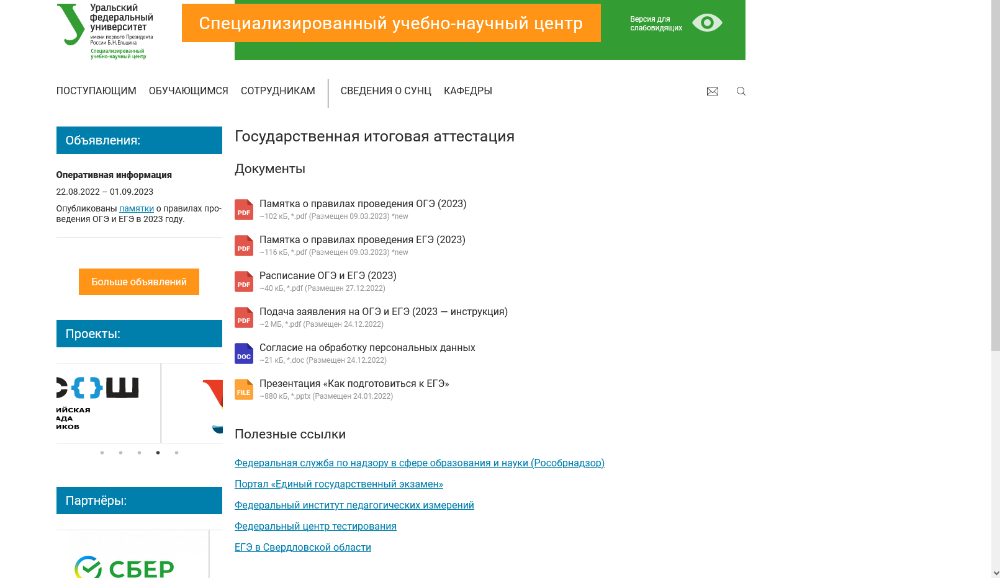 Уральский
федеральный
университет
имени первого Президента
России Б.Н.Ельцина
Специализированный
учебно-научный центр
Специализированный учебно-научный центр
Версия для
слабовидящих
ПОСТУПАЮЩИМ ОБУЧАЮЩИМСЯ СОТРУДНИКАМ СВЕДЕНИЯ О СУНЦ КАФЕДРЫ
Объявления:
Оперативная информация
22.08.2022 – 01.09.2023
Опубликованы памятки о правилах про-
ведения ОГЭ и ЕГЭ в 2023 году.
Больше объявлений
Проекты:
СОШ
ИЙСКАЯ
АДА
ИКОВ
Партнёры:
СБЕР
Государственная итоговая аттестация
Документы
PDF
Памятка о правилах проведения ОГЭ (2023)
~102 кБ, *.pdf (Размещен 09.03.2023) *new
PDF
Памятка о правилах проведения ЕГЭ (2023)
~116 кБ, *.pdf (Размещен 09.03.2023) *new
PDF
Расписание ОГЭ и ЕГЭ (2023)
~40 кБ, *.pdf (Размещен 27.12.2022)
PDF
Подача заявления на ОГЭ и ЕГЭ (2023 — инструкция)
~2 МБ, *.pdf (Размещен 24.12.2022)
DOC
Согласие на обработку персональных данных
~21 кБ, *.doc (Размещен 24.12.2022)
FILE
Презентация «Как подготовиться к ЕГЭ»
~880 кБ, *.pptx (Размещен 24.01.2022)
Полезные ссылки
Федеральная служба по надзору в сфере образования и науки (Рособрнадзор)
Портал «Единый государственный экзамен»
Федеральный институт педагогических измерений
Федеральный центр тестирования
ЕГЭ в Свердловской области